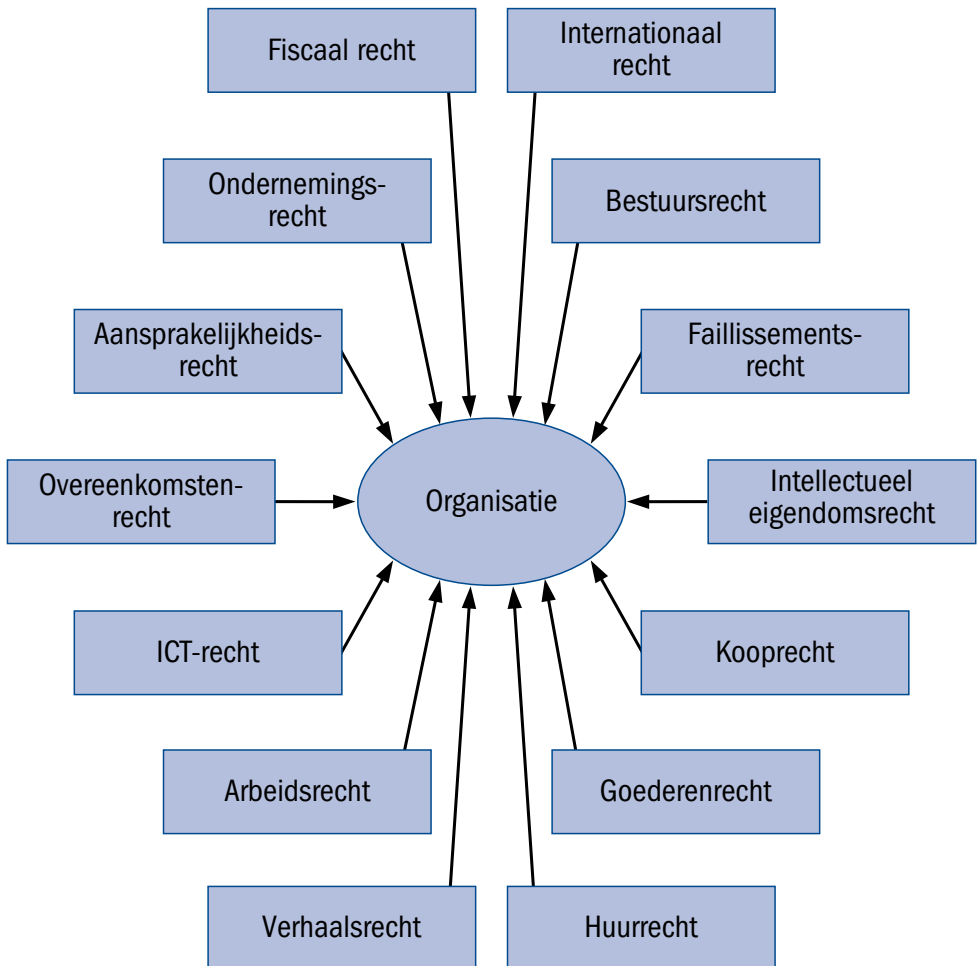 Fiscaal recht
Internationaal
recht
Ondernemings-
recht
Bestuursrecht
Aansprakelijkheids-
recht
Faillissements-
recht
Overeenkomsten-
recht
Organisatie
Intellectueel
eigendomsrecht
ICT-recht
Kooprecht
Arbeidsrecht
Goederenrecht
Verhaalsrecht
Huurrecht